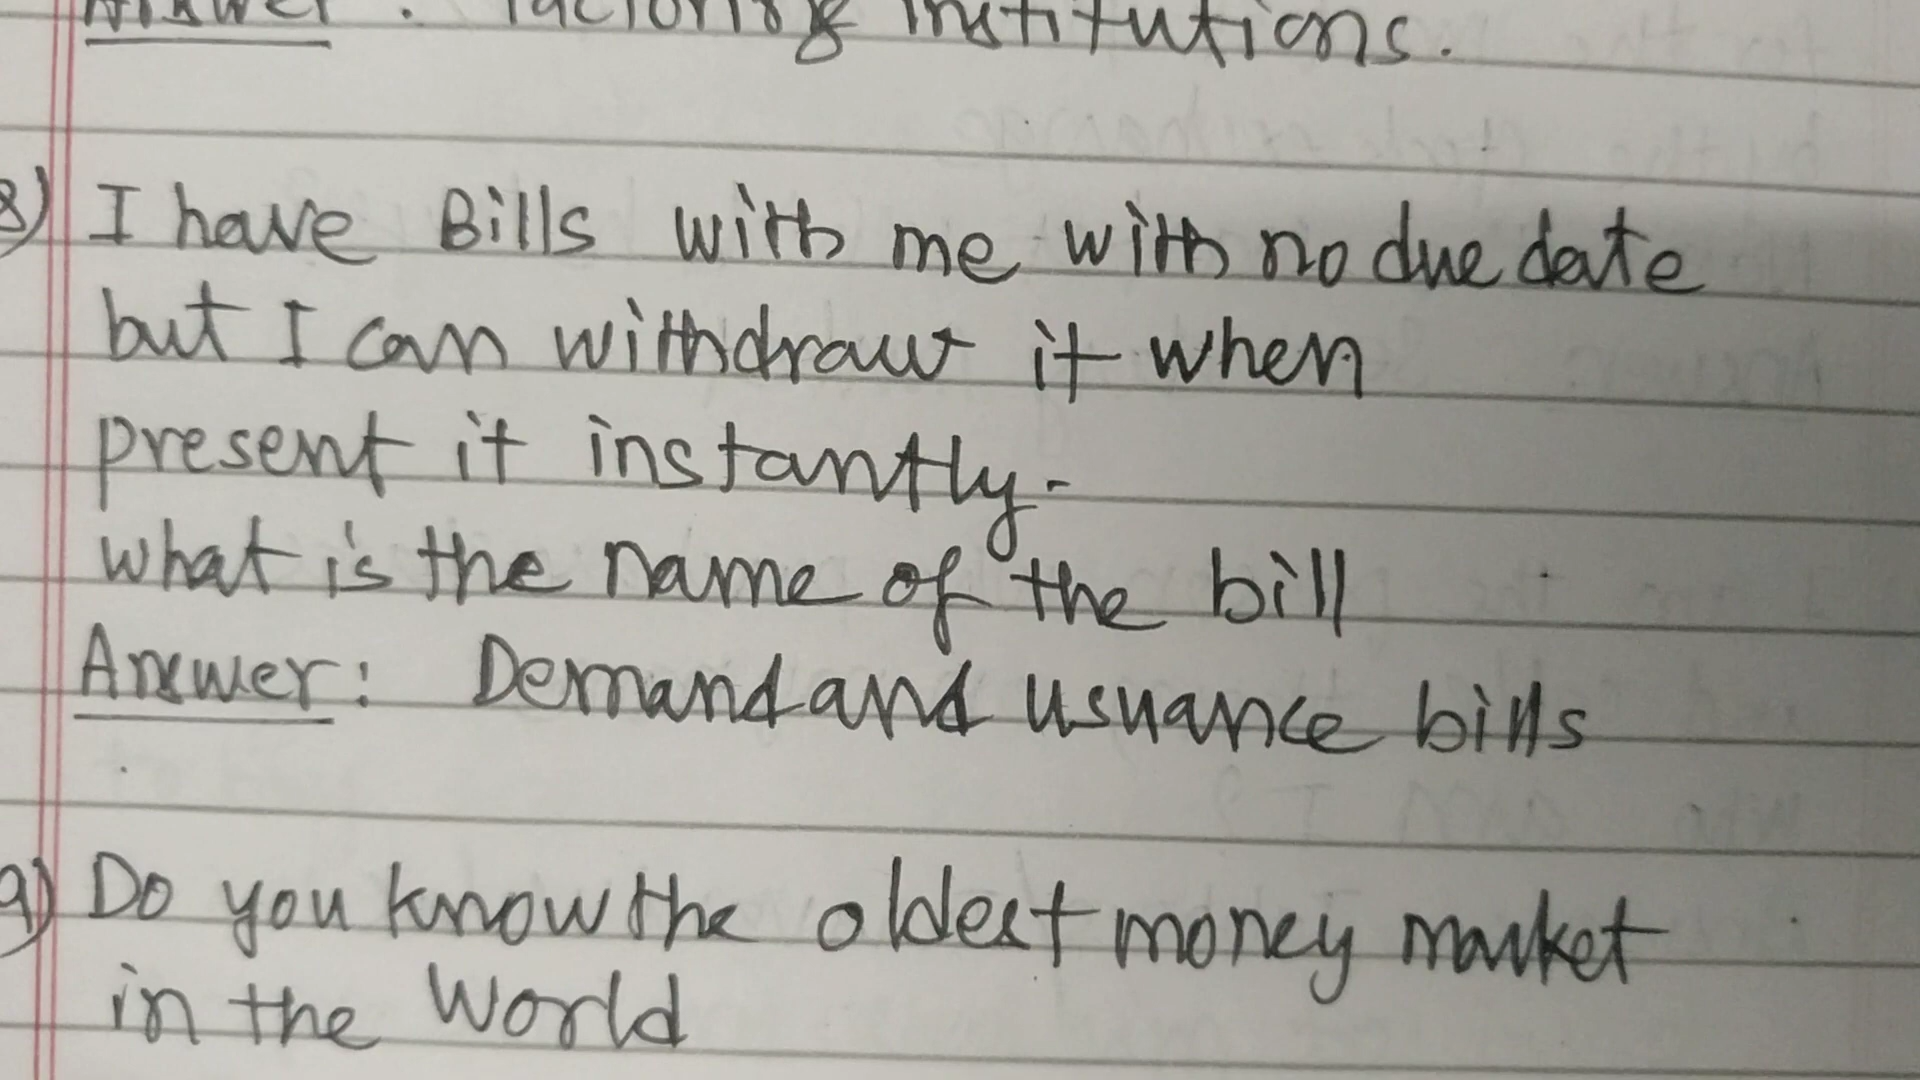 Answer : factoring institutions.
8) I have Bills with me with no due date
but I can withdraw it when
present it instantly.
what is the name of the bill
Answer: Demand and usuance bills
9) Do you know the oldest money market
in the World